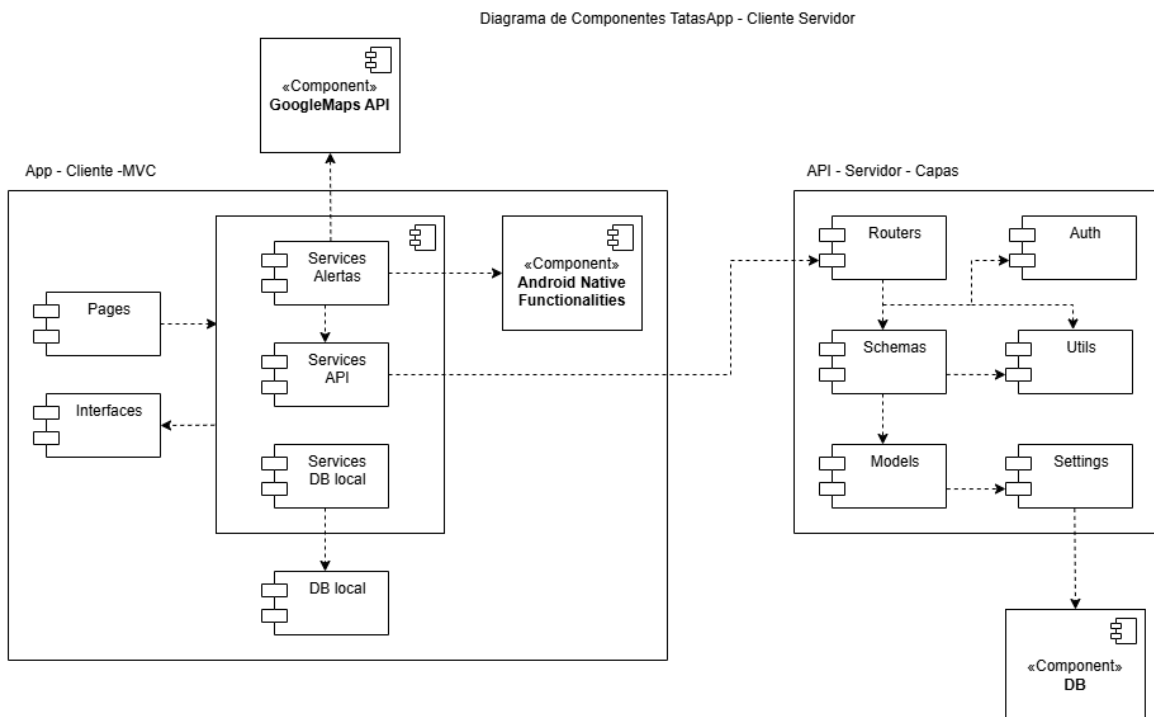 Diagrama de Componentes TatasApp - Cliente Servidor
«Component»
GoogleMaps API
App - Cliente -MVC
Services
Alertas
«Component»
Android Native
Functionalities
Pages
Services
API
Interfaces
Services
DB local
DB local
API - Servidor - Capas
Routers
Auth
Schemas
Utils
Models
Settings
«Component»
DB